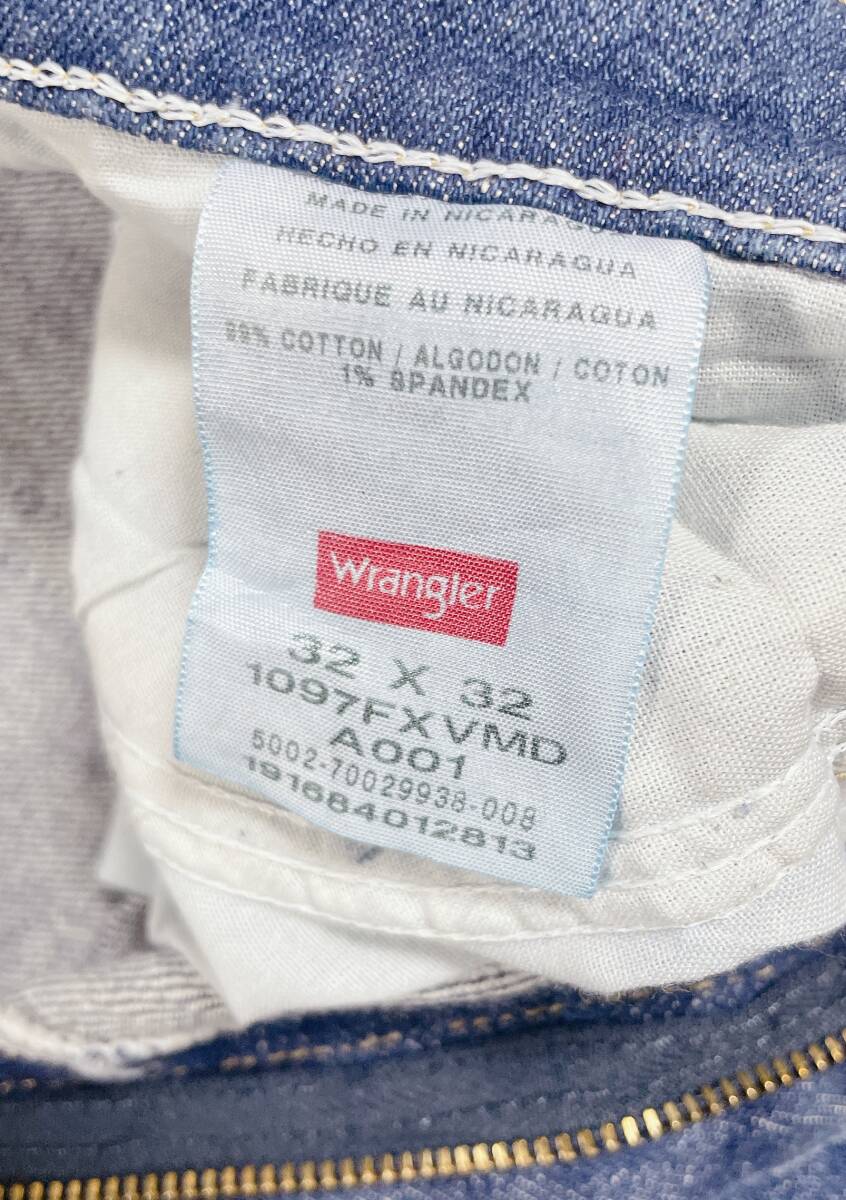 MADE IN NICARAGUA
HECHO EN NICARAGUA
FABRIQUE AU NICARAGUA
99% COTTON / ALGODON / COTON
1% SPANDEX
Wrangler
32 X 32
1097FXVMD
A001
5002-70029938-008
191684012813